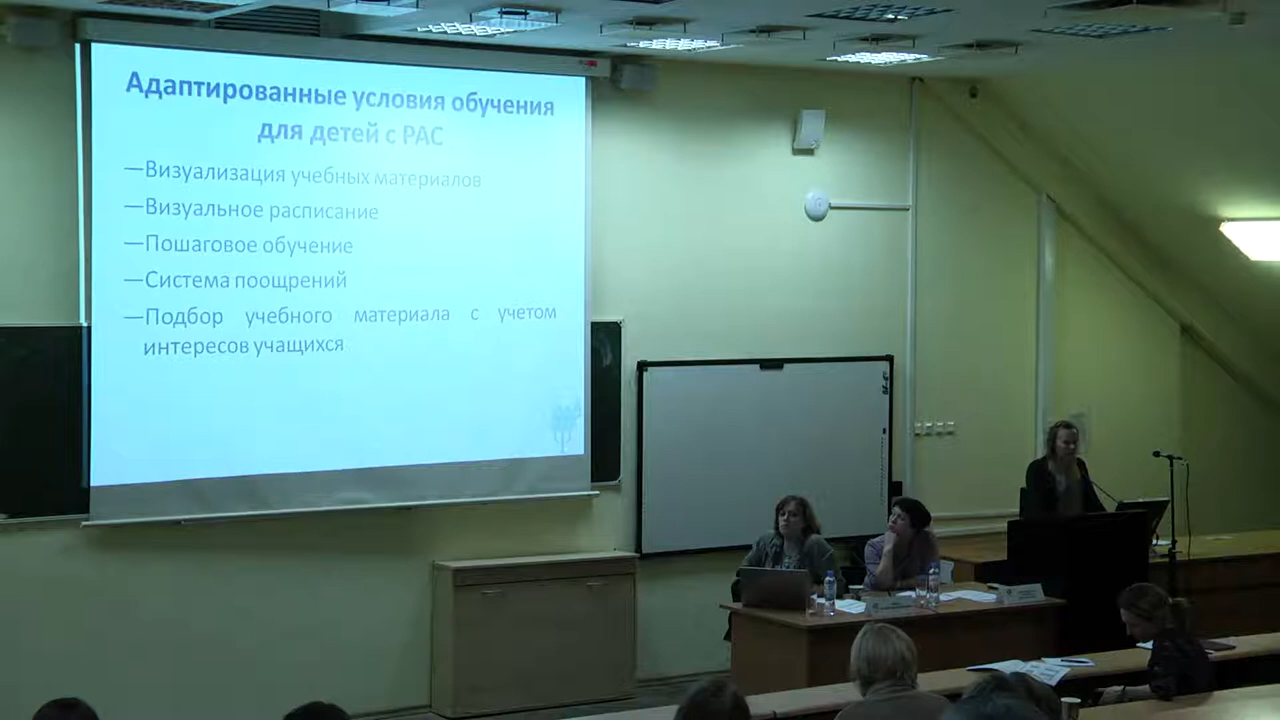 Адаптированные условия обучения
для детей с РАС
—Визуализация учебных материалов
—Визуальное расписание
—Пошаговое обучение
—Система поощрений
—Подбор учебного материала с учетом
интересов учащихся